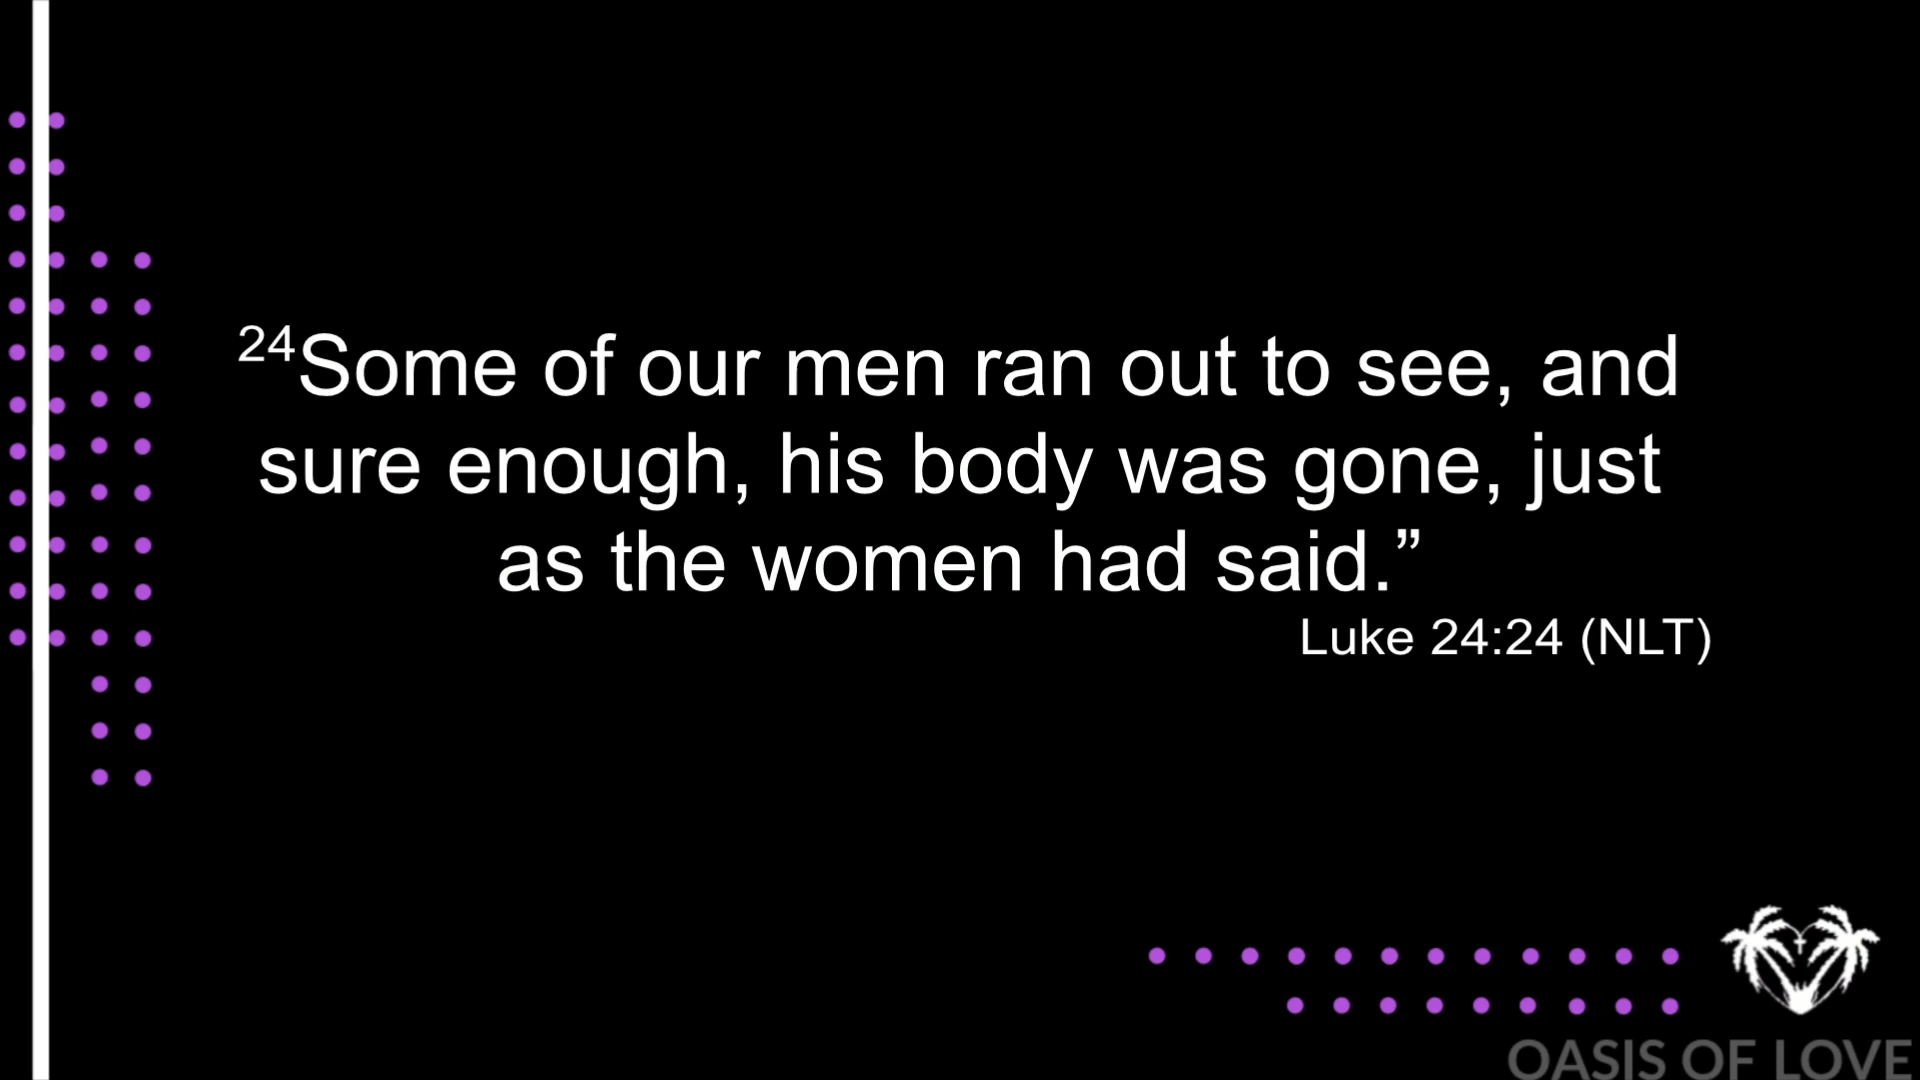 24Some of our men ran out to see, and
sure enough, his body was gone, just
as the women had said.”
Luke 24:24 (NLT)
OASIS OF LOVE